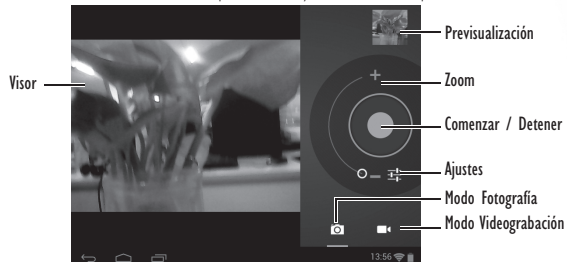 Previsualización
Visor
Zoom
Comenzar / Detener
Ajustes
Modo Fotografía
Modo Videograbación
13:56